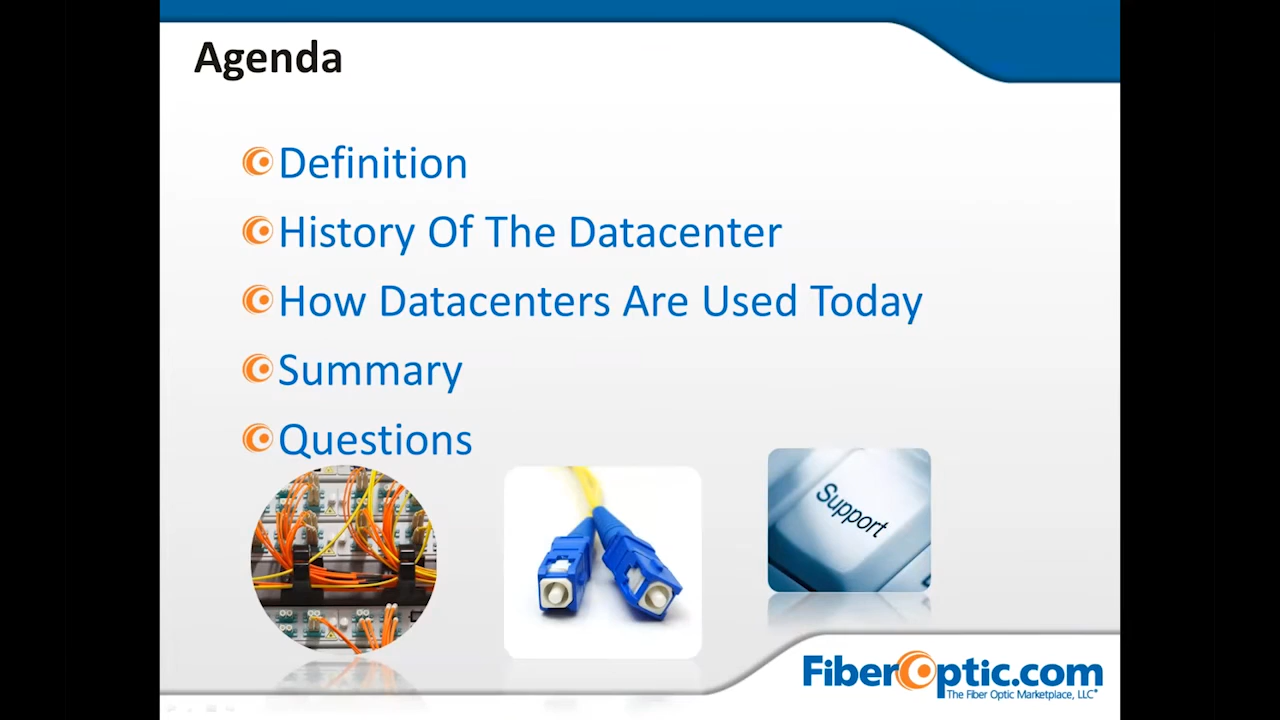 Agenda
Definition
History Of The Datacenter
How Datacenters Are Used Today
Summary
Questions
Support
FiberOptic.com
The Fiber Optic Marketplace, LLC®